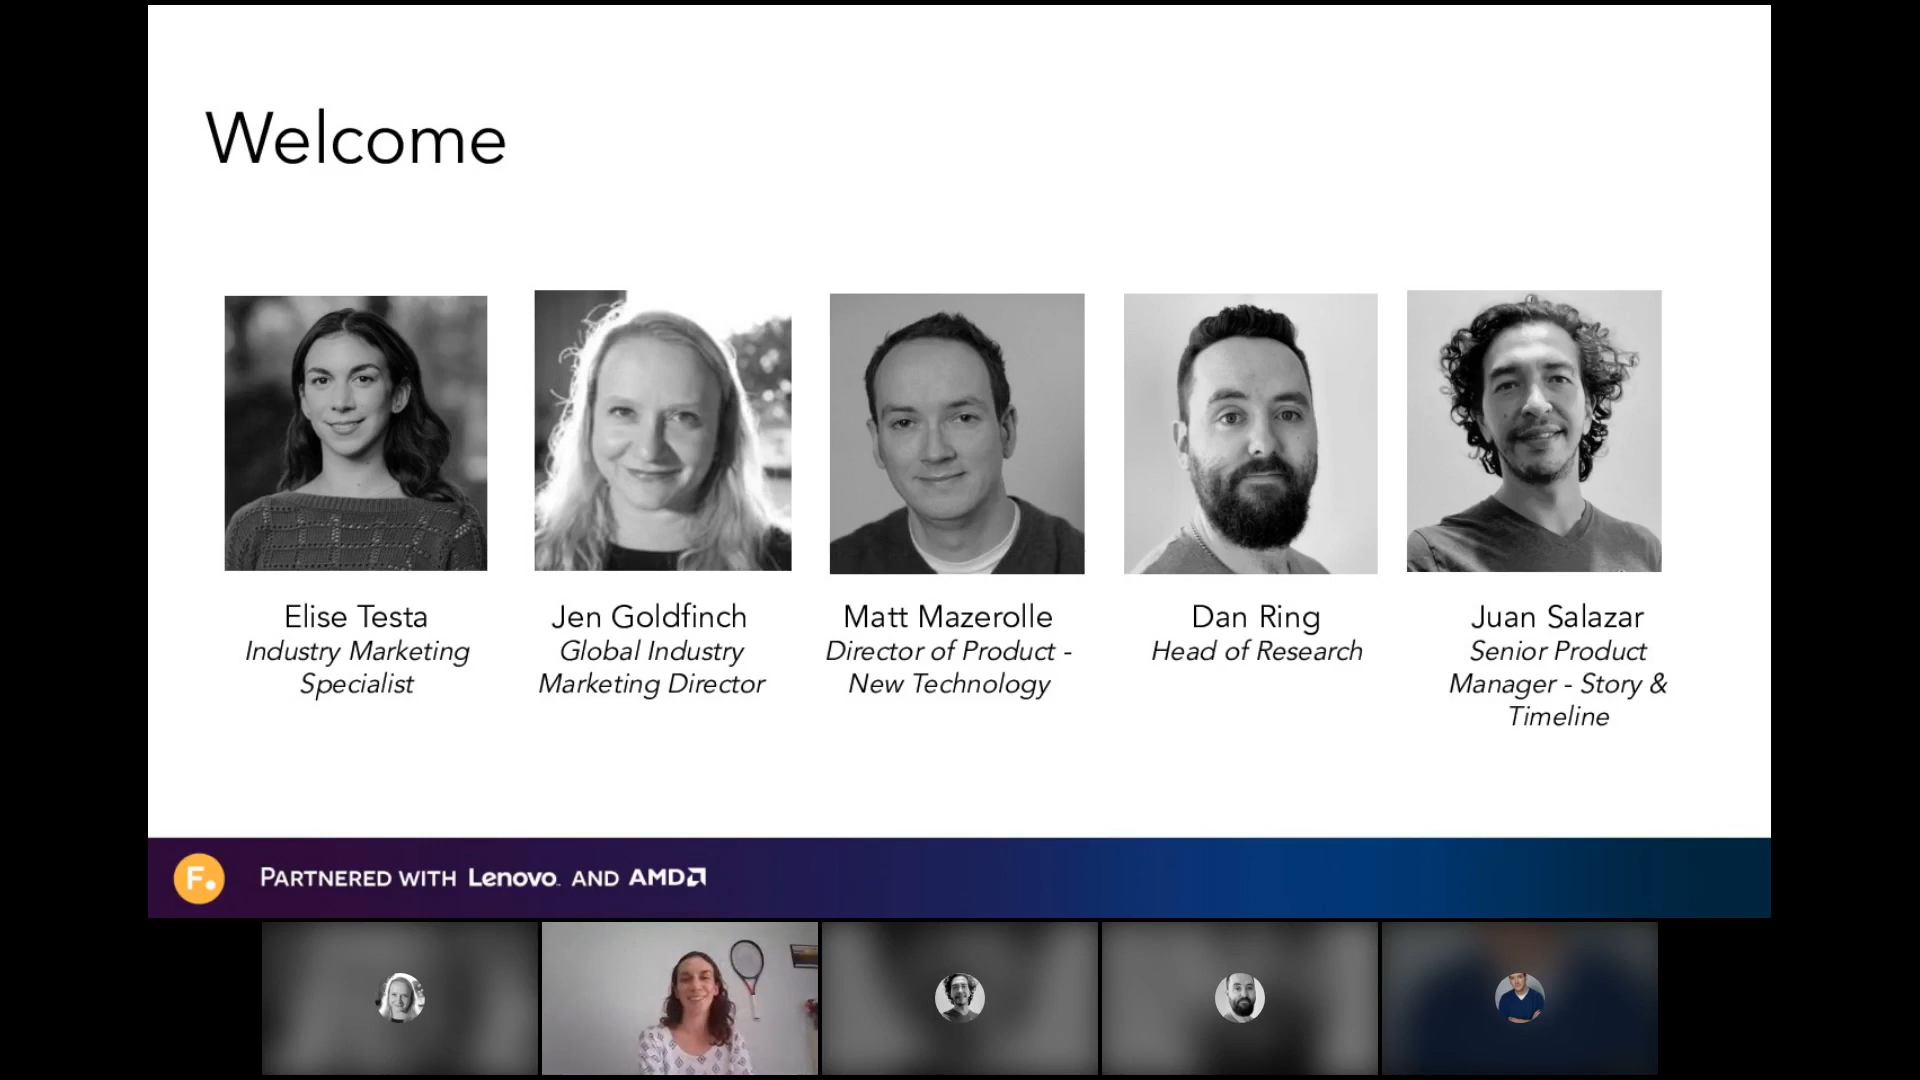 Welcome
Elise Testa
Industry Marketing
Specialist
Jen Goldfinch
Global Industry
Marketing Director
Matt Mazerolle
Director of Product -
New Technology
Dan Ring
Head of Research
Juan Salazar
Senior Product
Manager - Story &
Timeline
F.
PARTNERED WITH Lenovo AND AMD